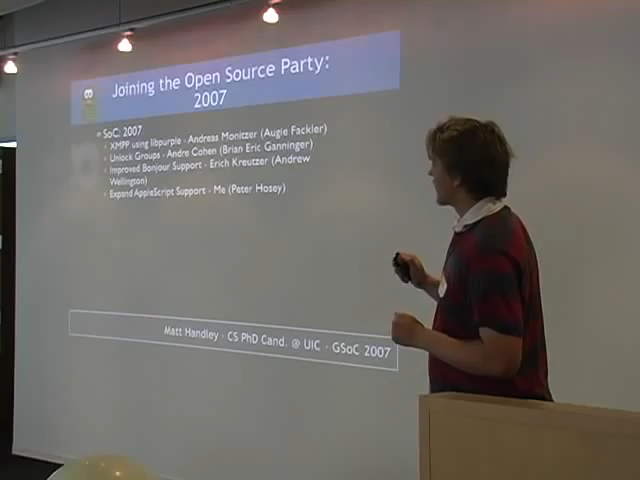 Joining the Open Source Party:
2007
SoC: 2007
XMPP using libpurple - Andreas Monitzer (Augie Fackler)
Unlock Groups - Andre Cohen (Brian Eric Ganninger)
Improved Bonjour Support - Erich Kreutzer (Andrew
Wellington)
Expand AppleScript Support - Me (Peter Hosey)
Matt Handley - CS PhD Cand. @ UIC - GSoC 2007